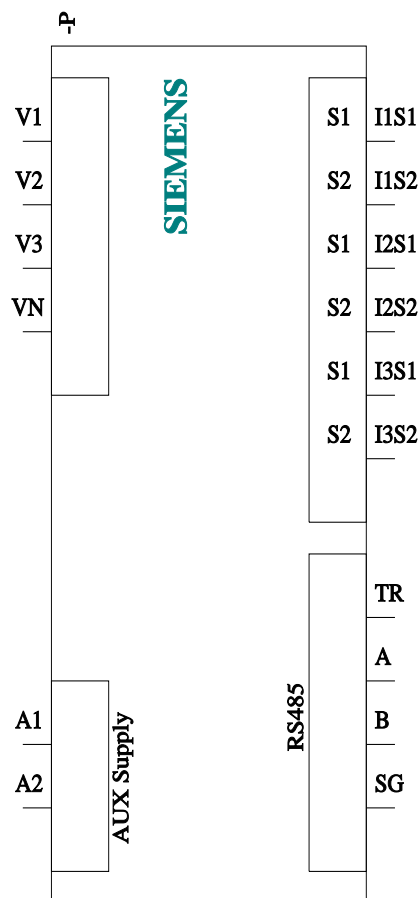 -P
SIEMENS
V1
V2
V3
VN
S1 I1S1
S2 I1S2
S1 I2S1
S2 I2S2
S1 I3S1
S2 I3S2
A1
A2
AUX Supply
RS485
TR
A
B
SG